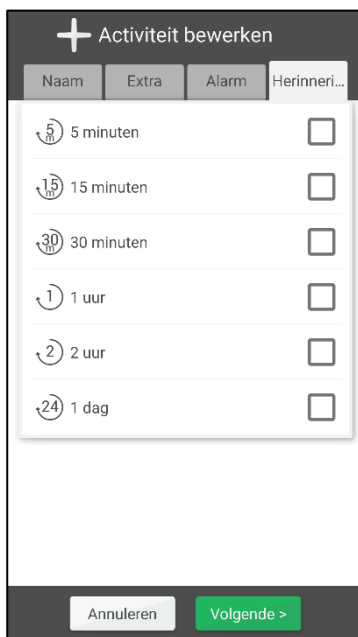 Activiteit bewerken
Naam Extra Alarm Herinneri...
5 m 5 minuten
15 m 15 minuten
30 m 30 minuten
1 1 uur
2 2 uur
24 1 dag
Annuleren Volgende >